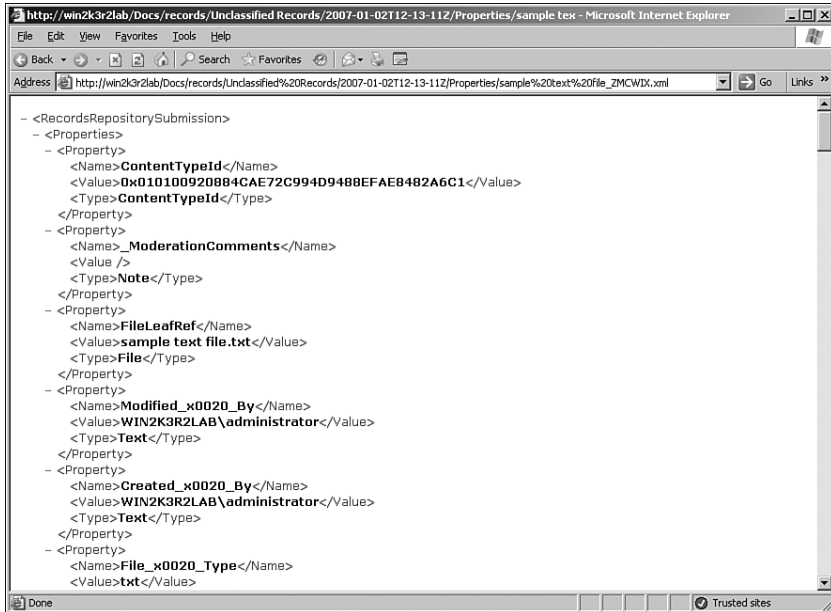 http://win2k3r2lab/Docs/records/Unclassified Records/2007-01-02T12-13-11Z/Properties/sample tex - Microsoft Internet Explorer
File Edit View Favorites Tools Help
Back Search Favorites
Address http://win2k3r2lab/Docs/records/Unclassified%20Records/2007-01-02T12-13-11Z/Properties/sample%20text%20file_ZMCWIX.xml Go Links »
- <RecordsRepositorySubmission>
- <Properties>
- <Property>
<Name>ContentTypeId</Name>
<Value>0x010100920884CAE72C994D9488EFAE8482A6C1</Value>
<Type>ContentTypeId</Type>
</Property>
- <Property>
<Name>_ModerationComments</Name>
<Value />
<Type>Note</Type>
</Property>
- <Property>
<Name>FileLeafRef</Name>
<Value>sample text file.txt</Value>
<Type>File</Type>
</Property>
- <Property>
<Name>Modified_x0020_By</Name>
<Value>WIN2K3R2LAB\administrator</Value>
<Type>Text</Type>
</Property>
- <Property>
<Name>Created_x0020_By</Name>
<Value>WIN2K3R2LAB\administrator</Value>
<Type>Text</Type>
</Property>
- <Property>
<Name>File_x0020_Type</Name>
<Value>txt</Value>
Done Trusted sites